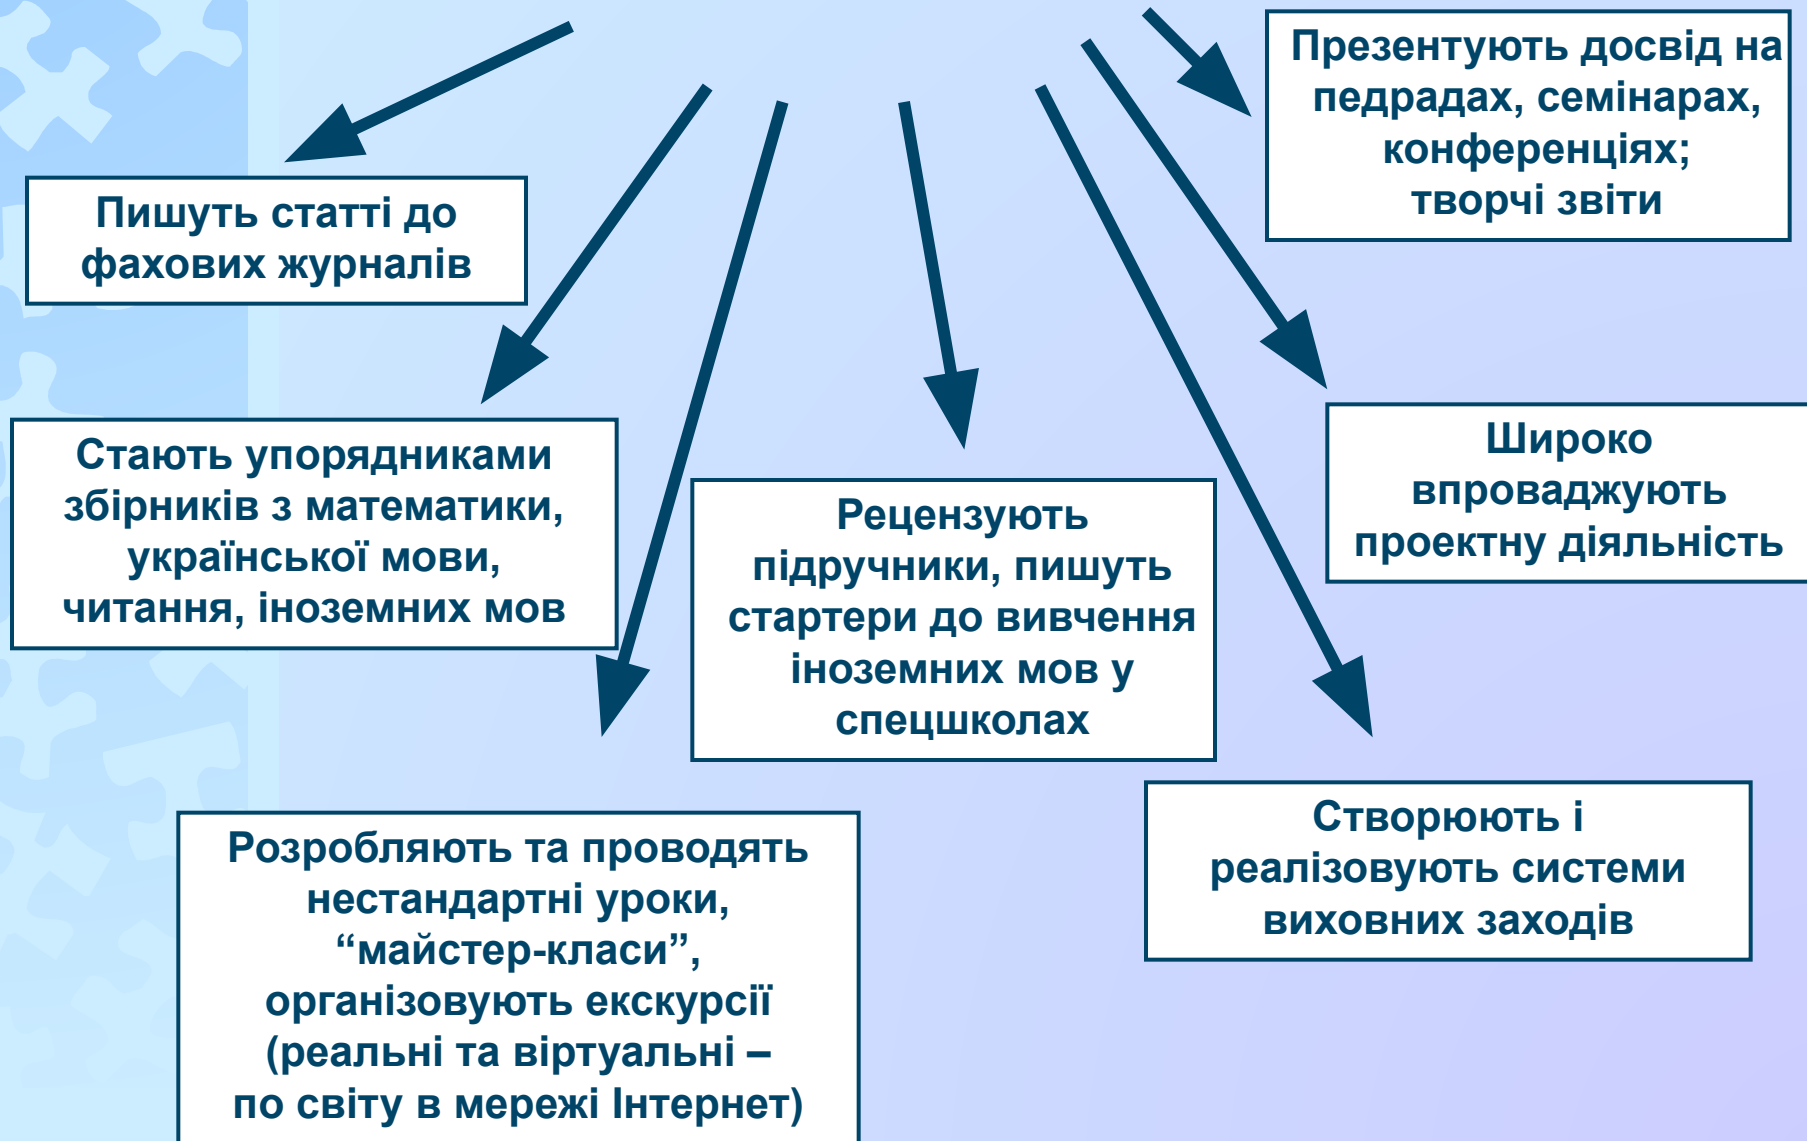 Презентують досвід на
педрадах, семінарах,
конференціях;
творчі звіти
Пишуть статті до
фахових журналів
Стають упорядниками
збірників з математики,
української мови,
читання, іноземних мов
Рецензують
підручники, пишуть
стартери до вивчення
іноземних мов у
спецшколах
Широко
впроваджують
проектну діяльність
Розробляють та проводять
нестандартні уроки,
“майстер-класи”,
організовують екскурсії
(реальні та віртуальні –
по світу в мережі Інтернет)
Створюють і
реалізовують системи
виховних заходів